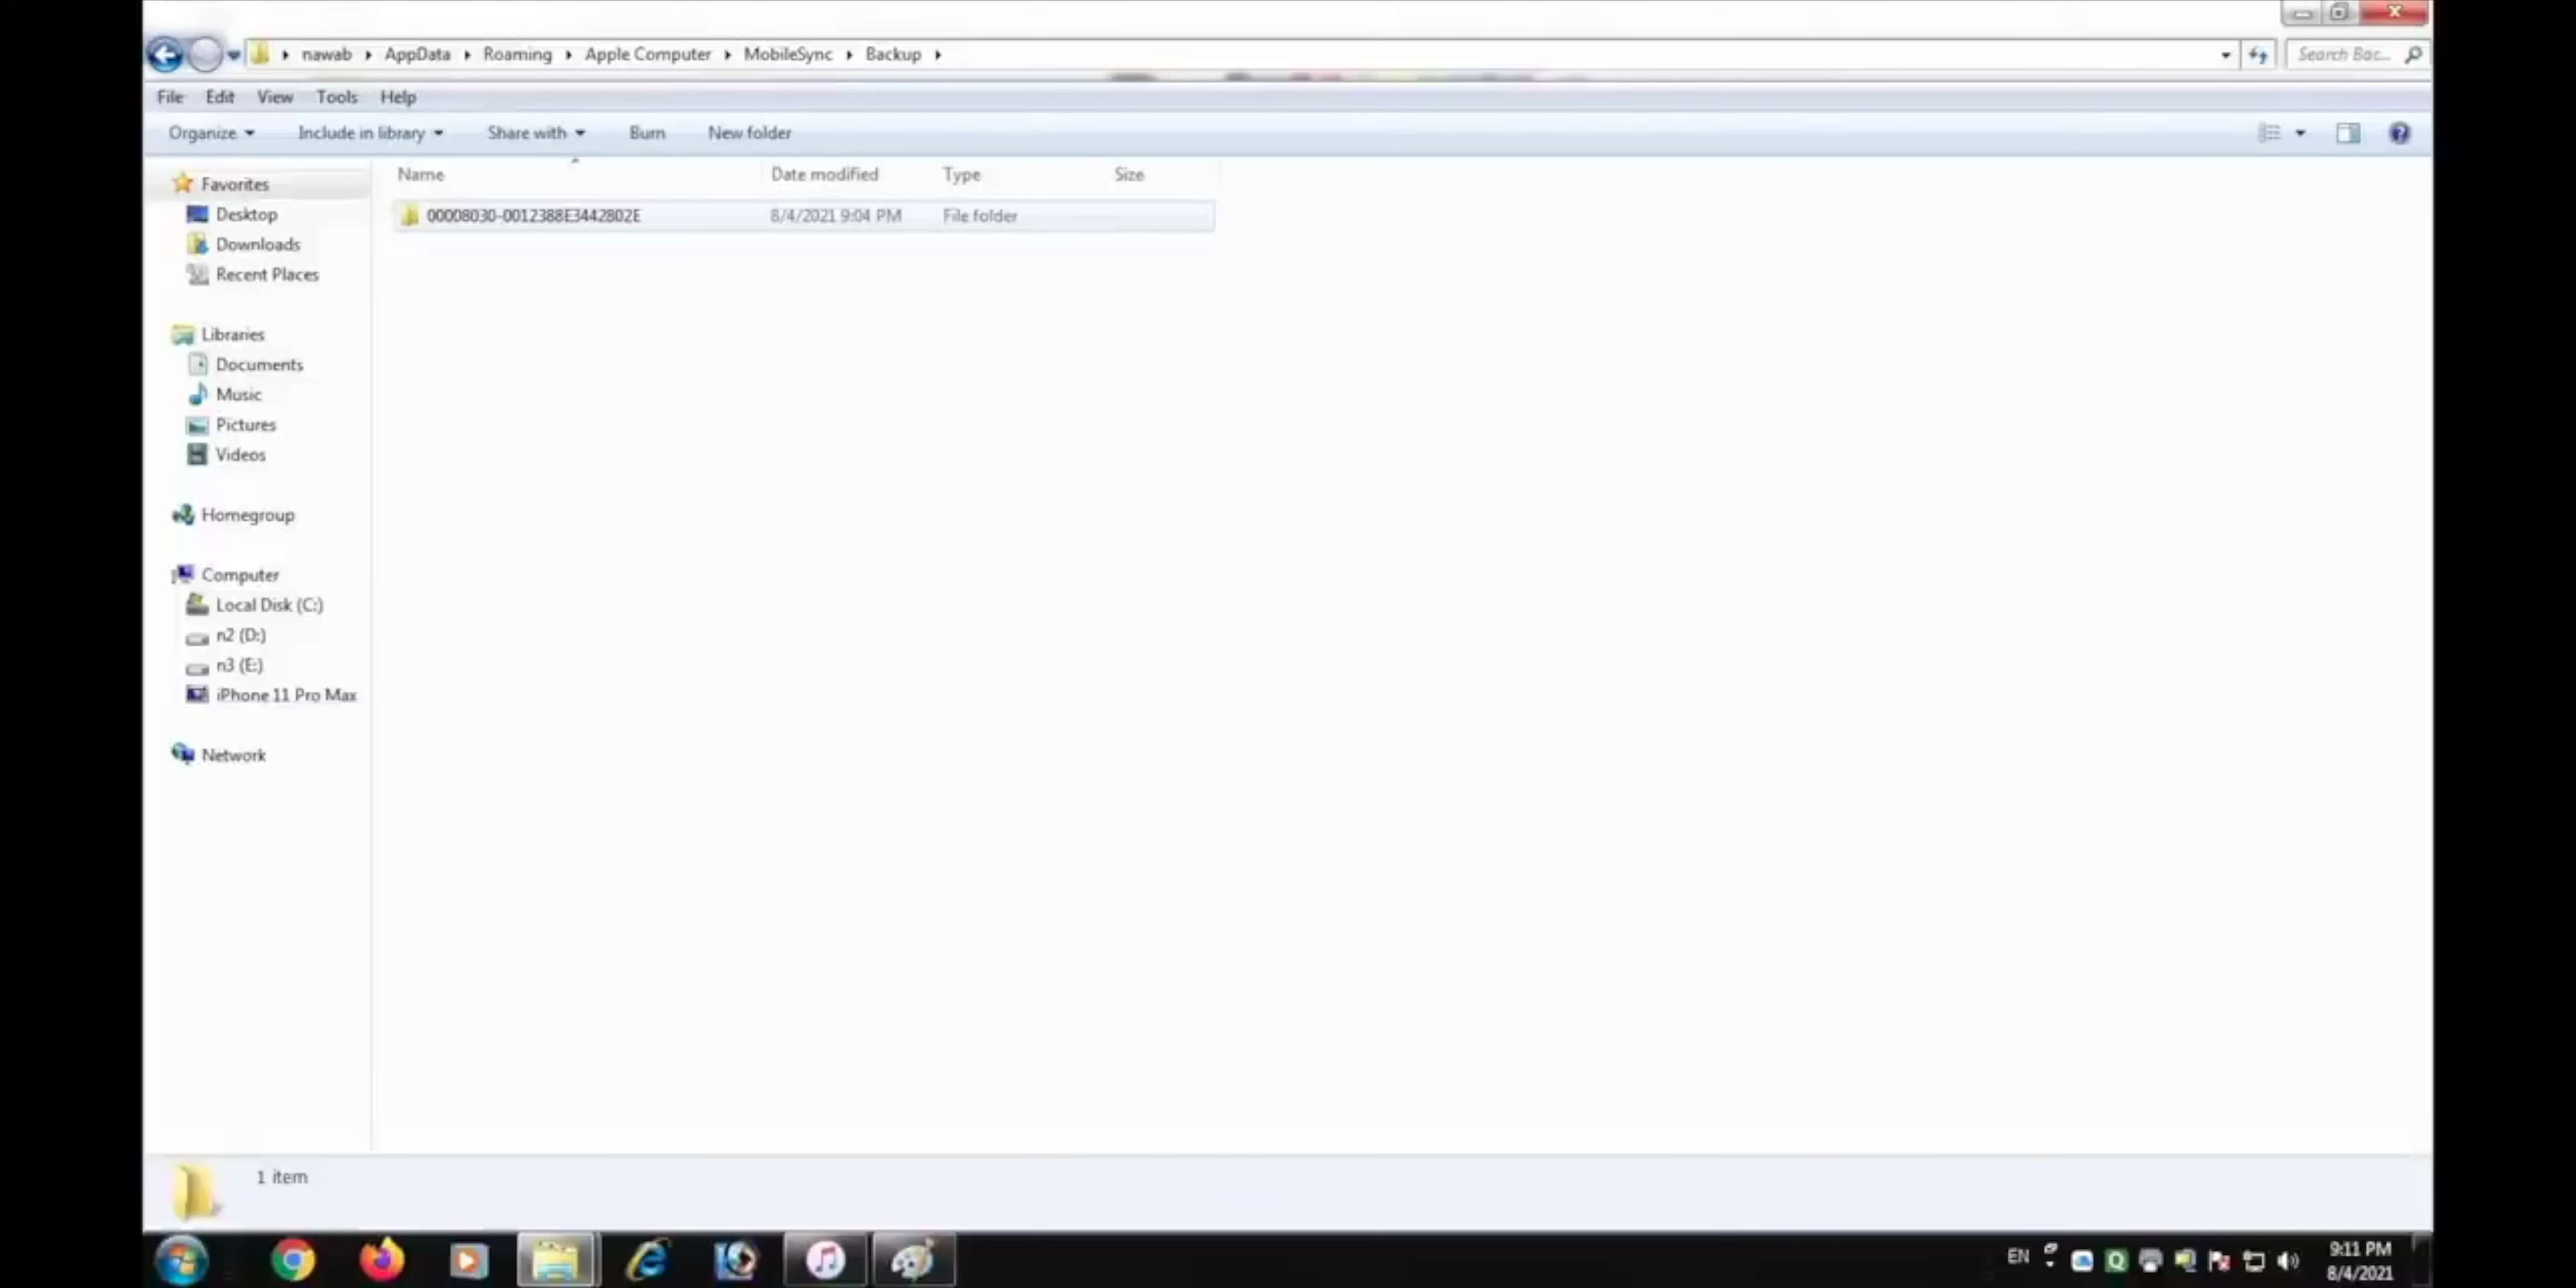 nawab AppData Roaming Apple Computer MobileSync Backup
Search Bac...
File Edit View Tools Help
Organize Include in library Share with Burn New folder
Name Date modified Type Size
00008030-0012388E3442802E 8/4/2021 9:04 PM File folder
Favorites
Desktop
Downloads
Recent Places
Libraries
Documents
Music
Pictures
Videos
Homegroup
Computer
Local Disk (C:)
n2 (D:)
n3 (E:)
iPhone 11 Pro Max
Network
1 item
EN
9:11 PM
8/4/2021